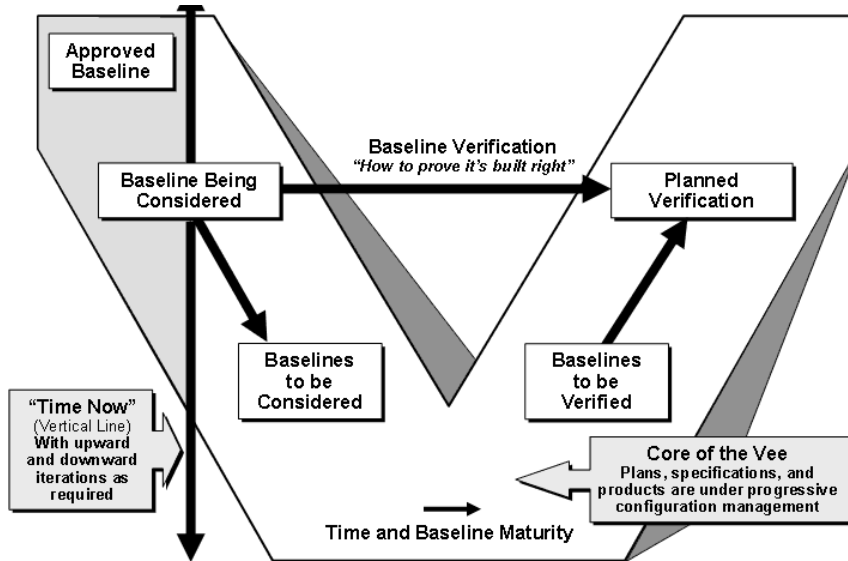 Approved
Baseline
Baseline Verification
“How to prove it’s built right”
Baseline Being
Considered
Planned
Verification
Baselines
to be
Considered
Baselines
to be
Verified
“Time Now”
(Vertical Line)
With upward
and downward
iterations as
required
Core of the Vee
Plans, specifications, and
products are under progressive
configuration management
Time and Baseline Maturity